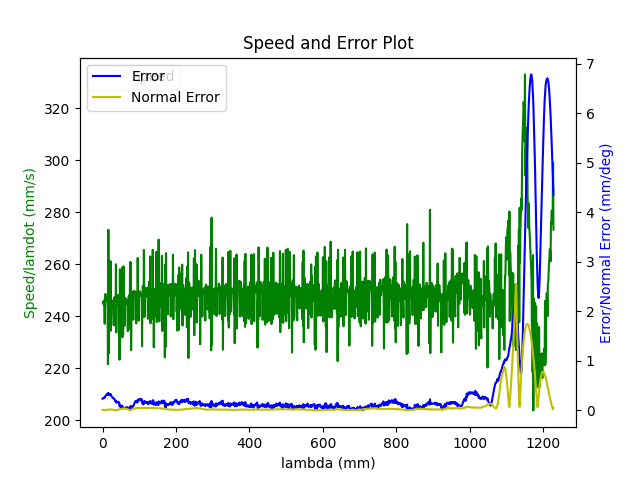 Speed and Error Plot
Error
Normal Error
320
300
280
260
240
220
200
7
6
5
4
3
2
1
0
Speed/lamdot (mm/s)
Error/Normal Error (mm/deg)
0 200 400 600 800 1000 1200
lambda (mm)